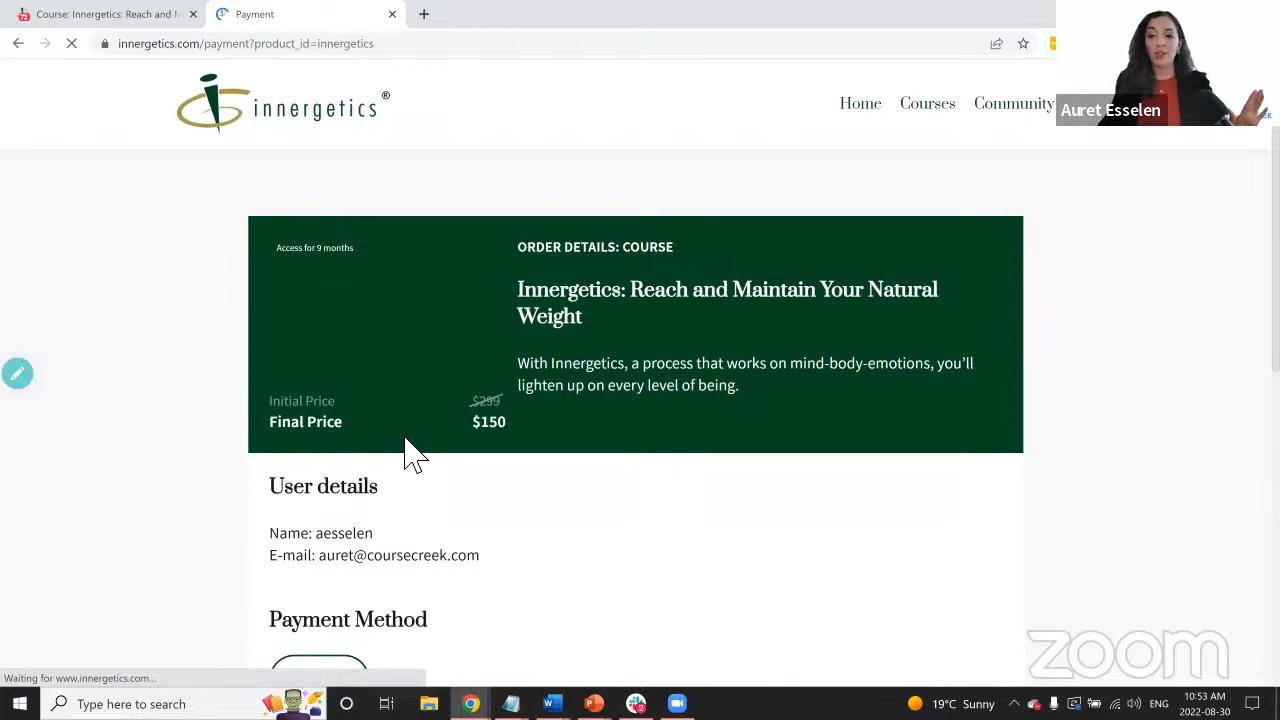 Course: Innergetics: Reach and M
Payment
innergetics.com/payment?product_id=innergetics
innergetics®
Home
Courses
Community
Auret Esselen
Access for 9 months
ORDER DETAILS: COURSE
Innergetics: Reach and Maintain Your Natural
Weight
With Innergetics, a process that works on mind-body-emotions, you’ll
lighten up on every level of being.
Initial Price $299
Final Price $150
User details
Name: aesselen
E-mail: auret@coursecreek.com
Payment Method
zoom
Waiting for www.innergetics.com...
Type here to search
19°C Sunny
ENG
10:53 AM
2022-08-30